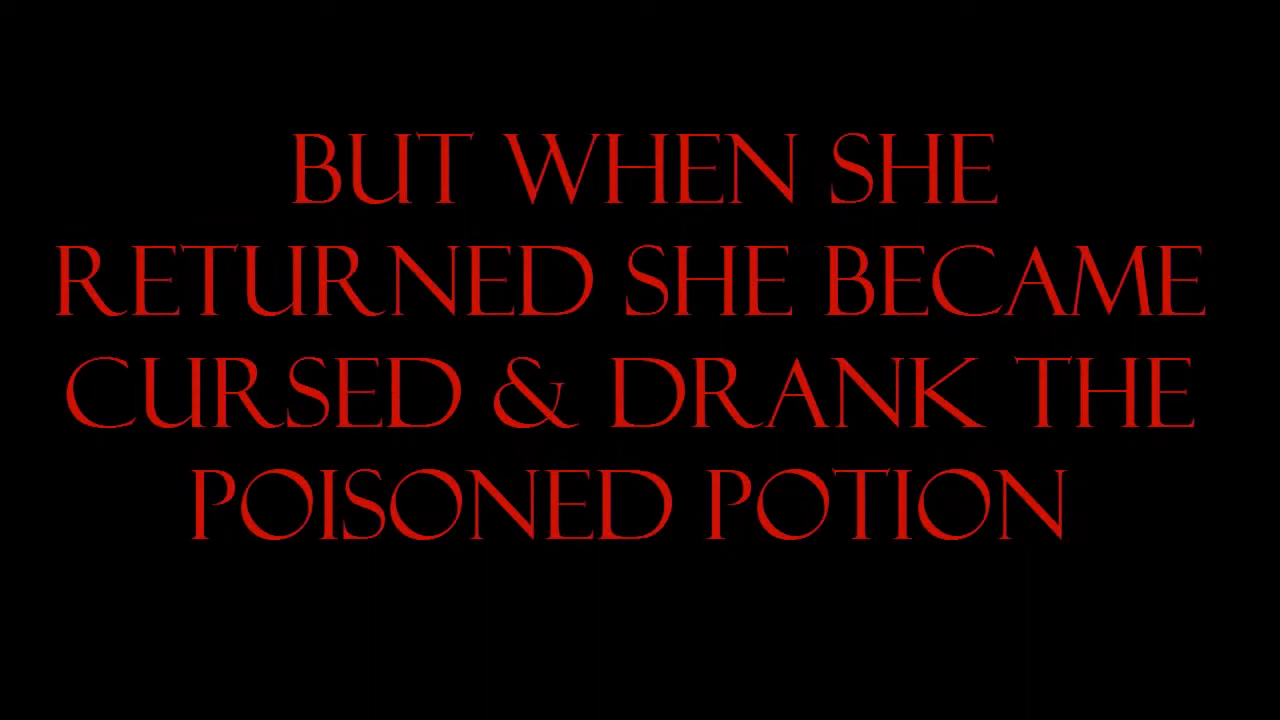 BUT WHEN SHE
RETURNED SHE BECAME
CURSED & DRANK THE
POISONED POTION